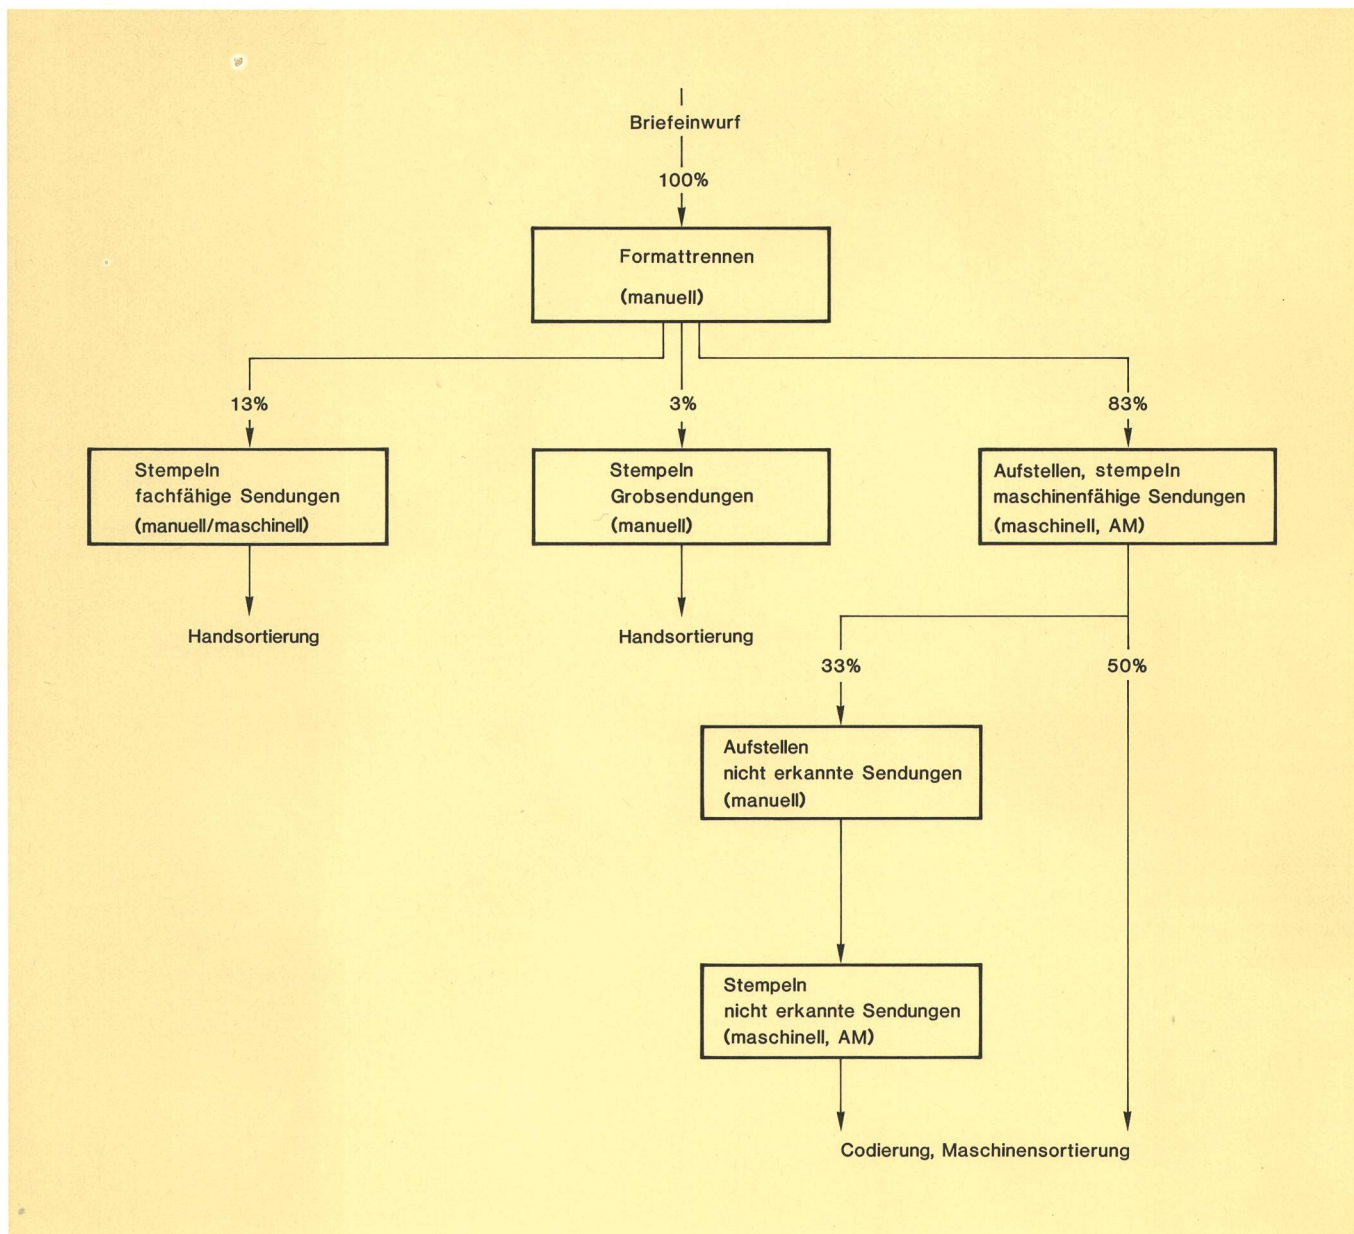 Briefeinwurf
100%
Formattrennen
(manuell)
13%
3%
83%
Stempeln
fachfähige Sendungen
(manuell/maschinell)
Stempeln
Grobsendungen
(manuell)
Aufstellen, stempeln
maschinenfähige Sendungen
(maschinell, AM)
Handsortierung
Handsortierung
33%
50%
Aufstellen
nicht erkannte Sendungen
(manuell)
Stempeln
nicht erkannte Sendungen
(maschinell, AM)
Codierung, Maschinensortierung